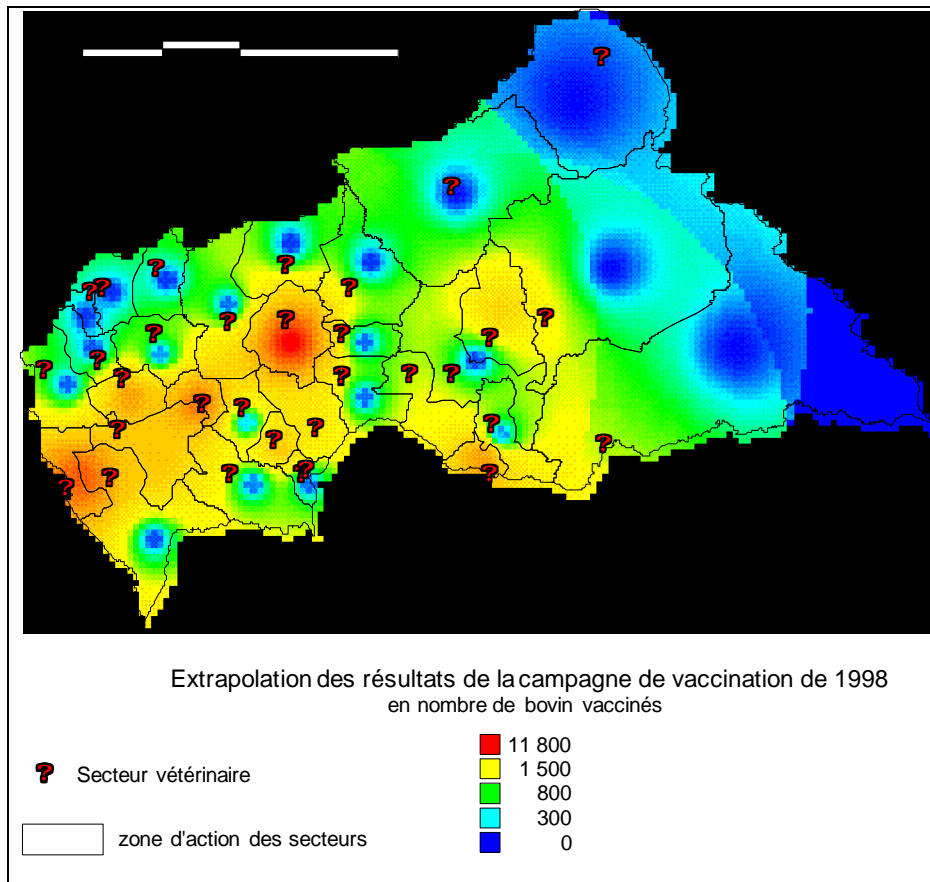 Extrapolation des résultats de la campagne de vaccination de 1998
en nombre de bovin vaccinés
? Secteur vétérinaire
zone d'action des secteurs
11 800
1 500
800
300
0